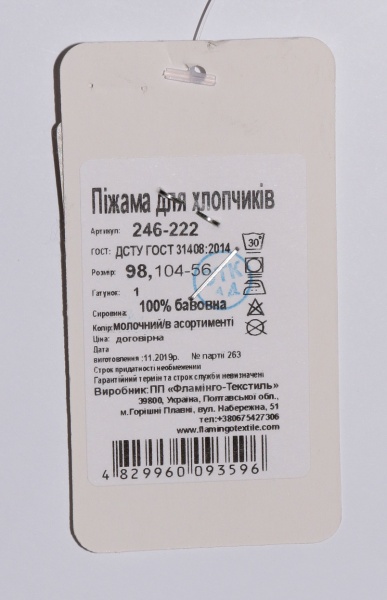 Піжама для хлопчиків
Артикул: 246-222
ГОСТ: ДСТУ ГОСТ 31408:2014
30
Розмір: 98, 104-56
Гатунок: 1
Сировина: 100% бавовна
Колір: молочний/в асортименті
Ціна: договірна
Дата
виготовлення :11.2019р. № партії 263
Строк придатності необмежений
Гарантійний термін та строк служби невизначені
Виробник:ПП «Фламінго-Текстиль»
39800, Україна, Полтавської обл.,
м.Горішні Плавні, вул. Набережна, 51
тел:+380675427306
www.flamingotextile.com
4 829960 093596